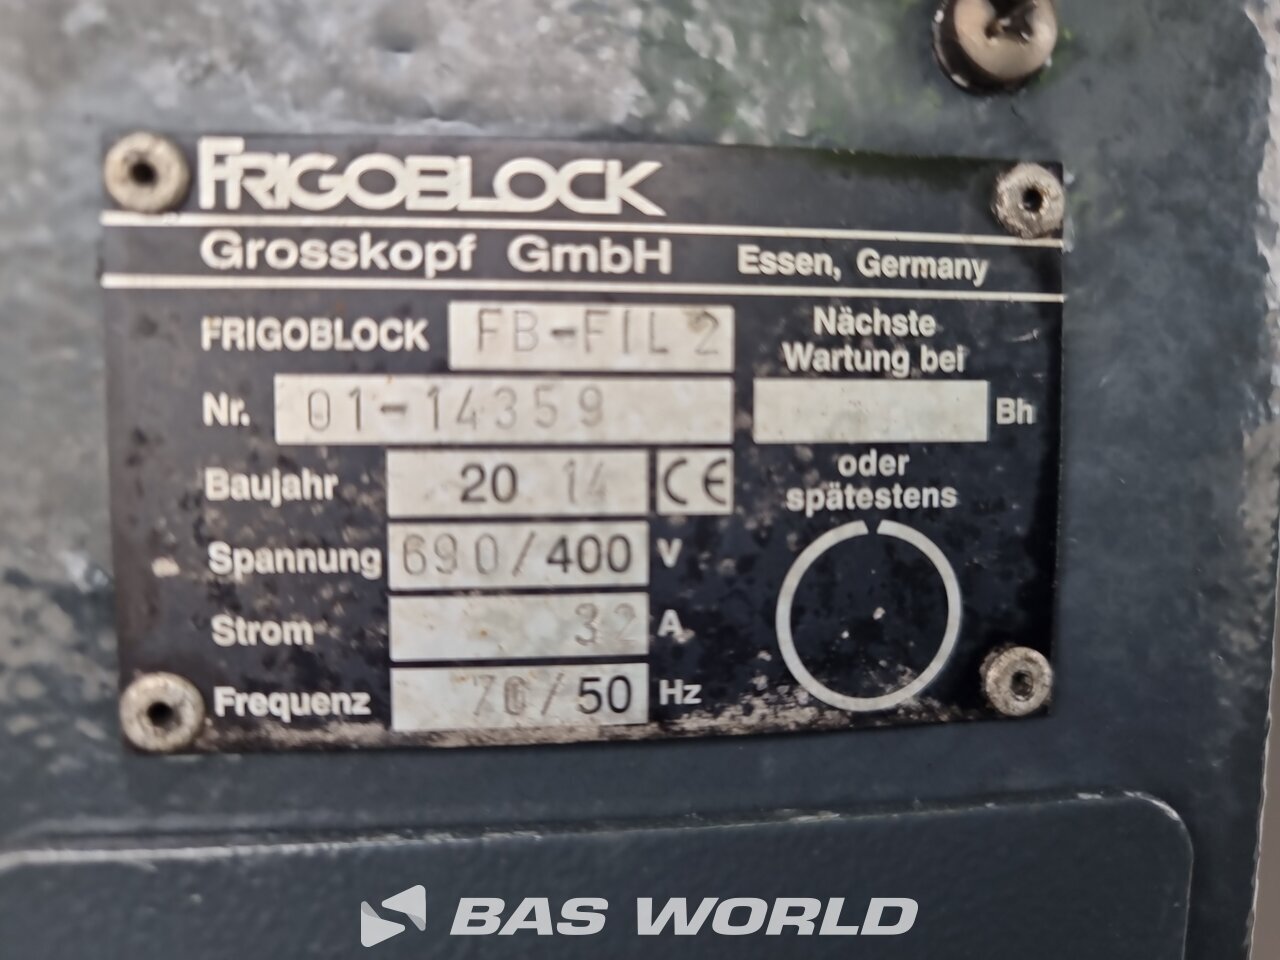 FRIGOBLOCK
Grosskopf GmbH Essen, Germany
FRIGOBLOCK FB-FIL 2
Nr. 01-14359
Baujahr 20 14 CE
Spannung 690/400 V
Strom 32 A
Frequenz 70/50 Hz
Nächste
Wartung bei
Bh
oder
spätestens
BAS WORLD